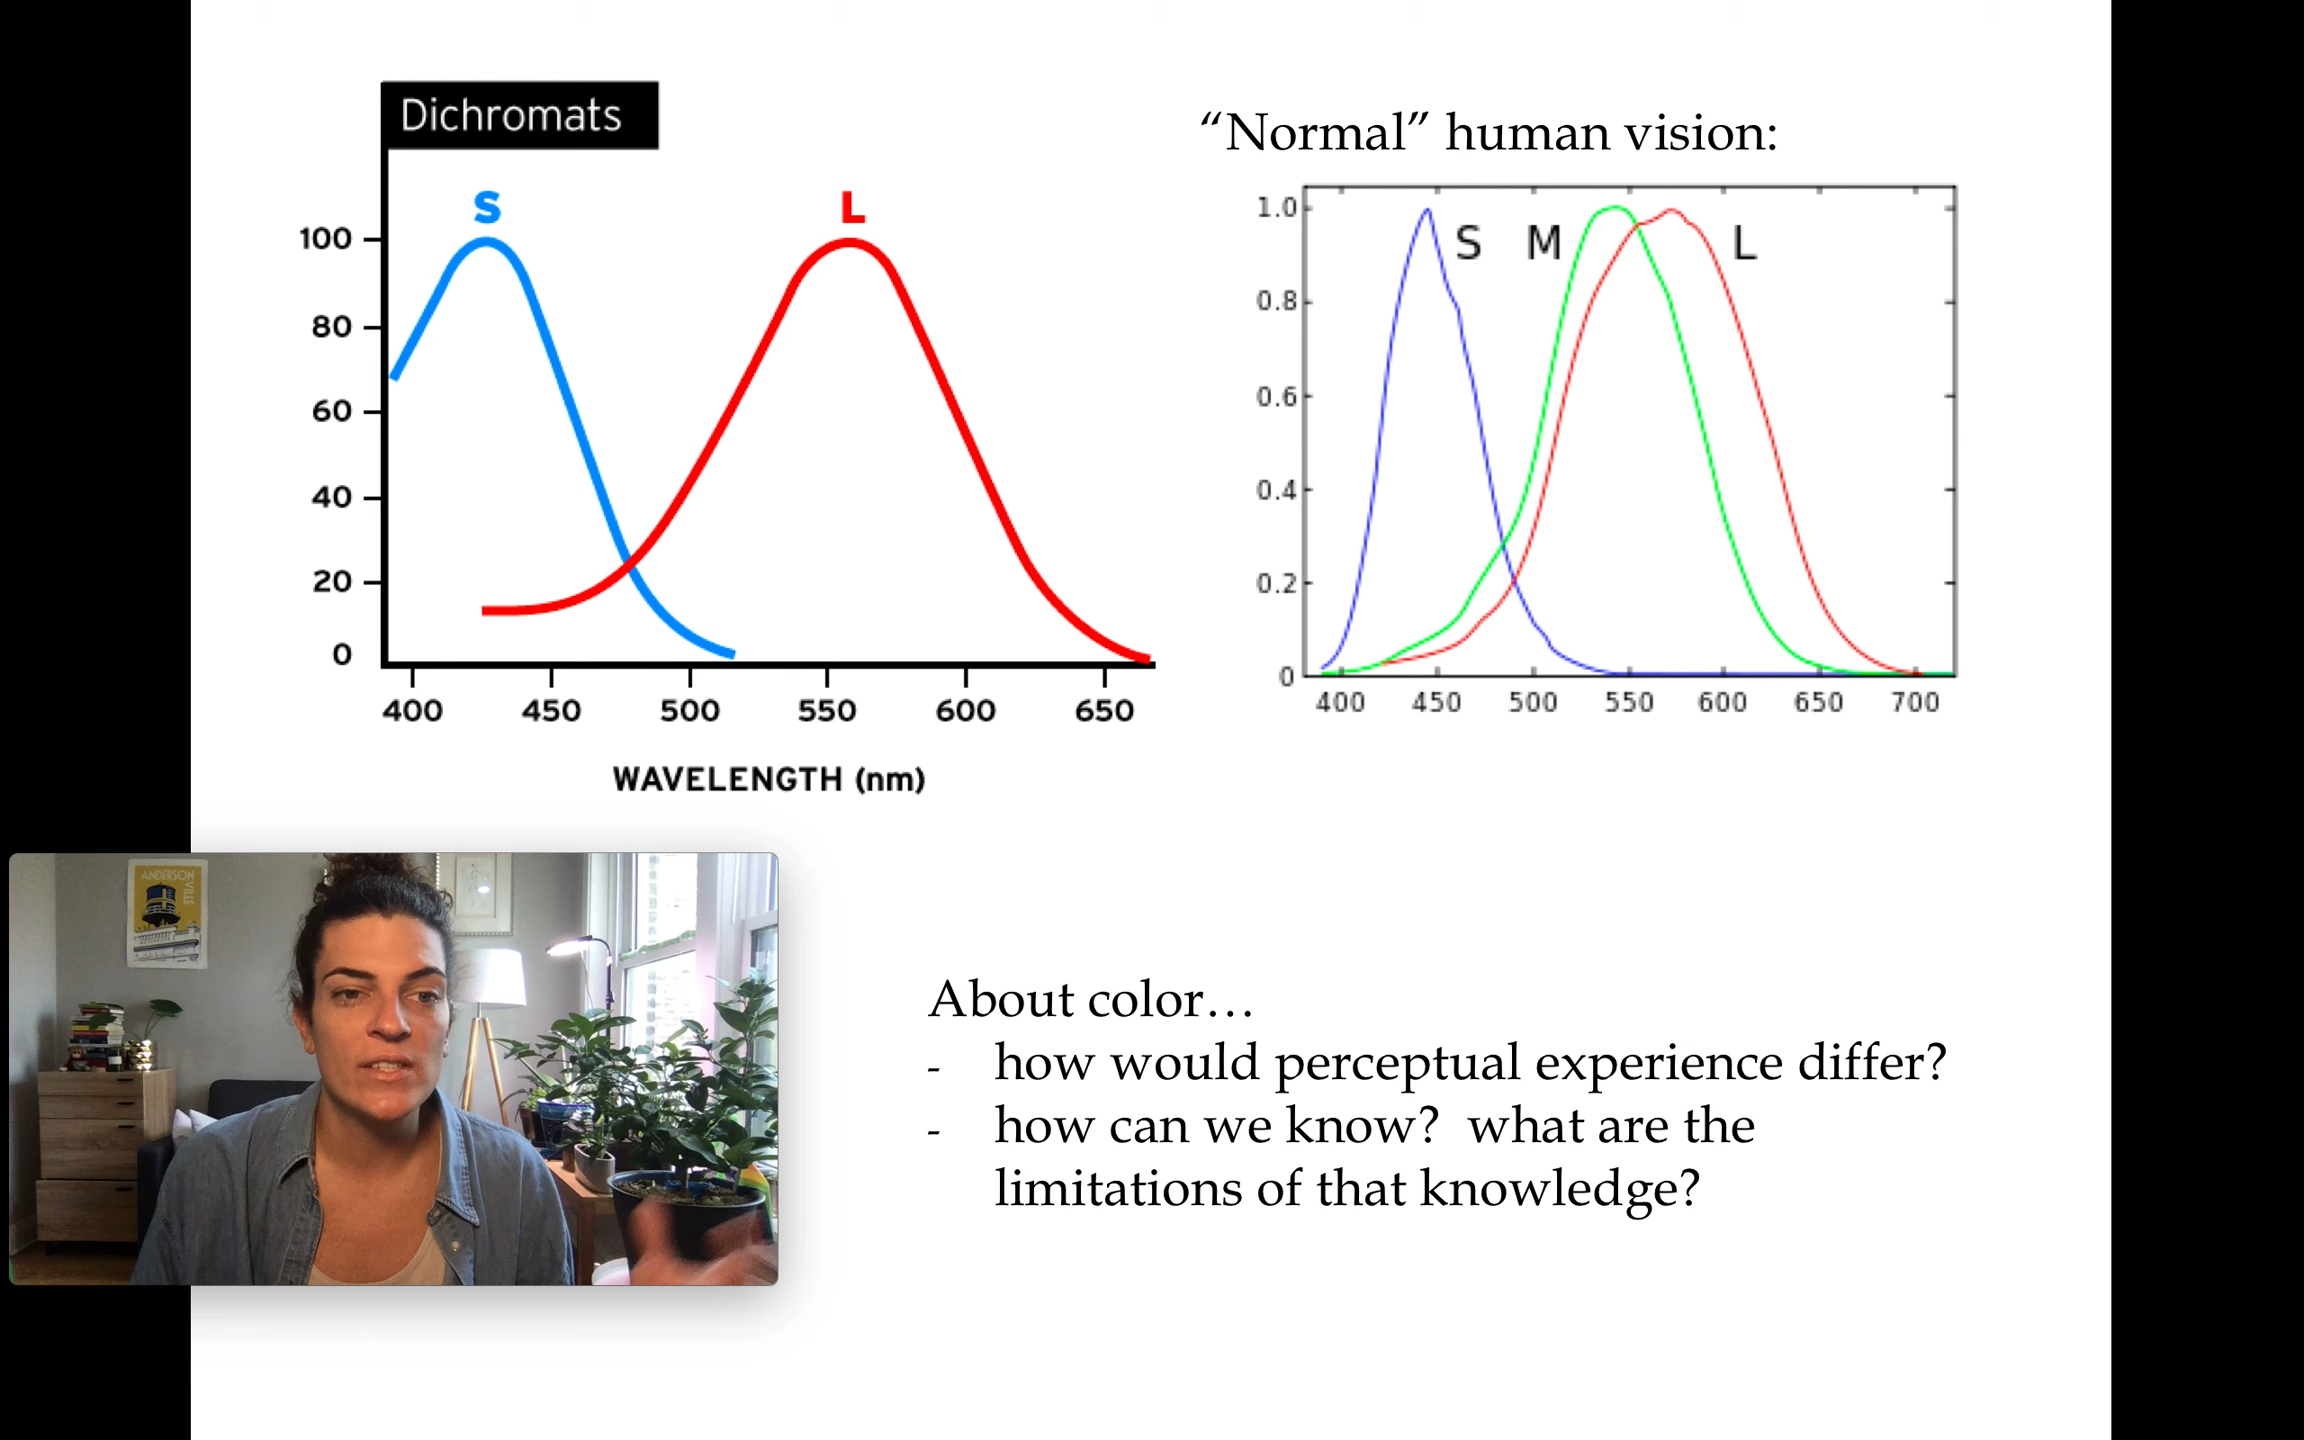 Dichromats
S
L
100
80
60
40
20
0
400 450 500 550 600 650
WAVELENGTH (nm)
“Normal” human vision:
S M L
1.0
0.8
0.6
0.4
0.2
0
400 450 500 550 600 650 700
ANDERSON
VILLE
About color…
- how would perceptual experience differ?
- how can we know? what are the
limitations of that knowledge?